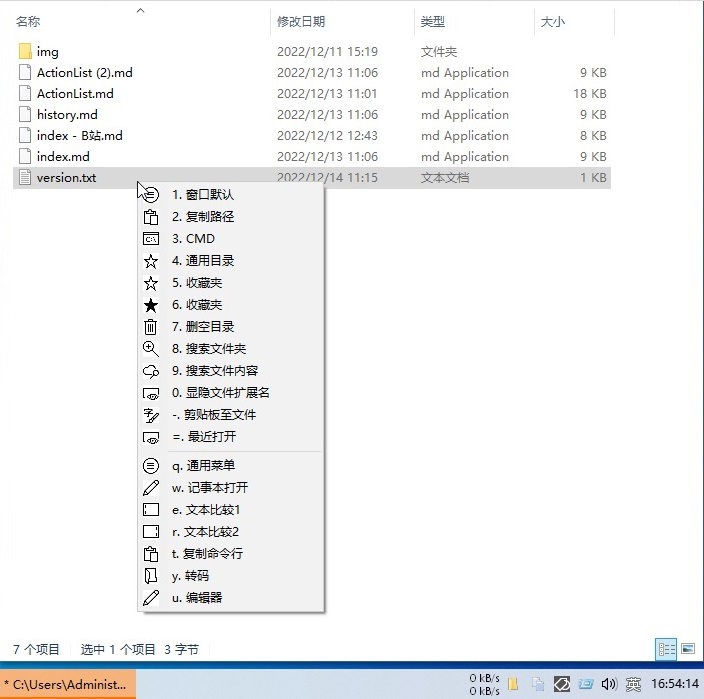 名称 修改日期 类型 大小
img 2022/12/11 15:19 文件夹
ActionList (2).md 2022/12/13 11:06 md Application 9 KB
ActionList.md 2022/12/13 11:01 md Application 18 KB
history.md 2022/12/13 11:06 md Application 9 KB
index - B站.md 2022/12/12 12:43 md Application 8 KB
index.md 2022/12/13 11:06 md Application 9 KB
version.txt 2022/12/14 11:15 文本文档 1 KB
1. 窗口默认
2. 复制路径
3. CMD
4. 通用目录
5. 收藏夹
6. 收藏夹
7. 删空目录
8. 搜索文件夹
9. 搜索文件内容
0. 显隐文件扩展名
-. 剪贴板至文件
=. 最近打开
q. 通用菜单
w. 记事本打开
e. 文本比较1
r. 文本比较2
t. 复制命令行
y. 转码
u. 编辑器
7 个项目 选中 1 个项目 3 字节
* C:\Users\Administ... 0 kB/s 英 16:54:14
0 kB/s